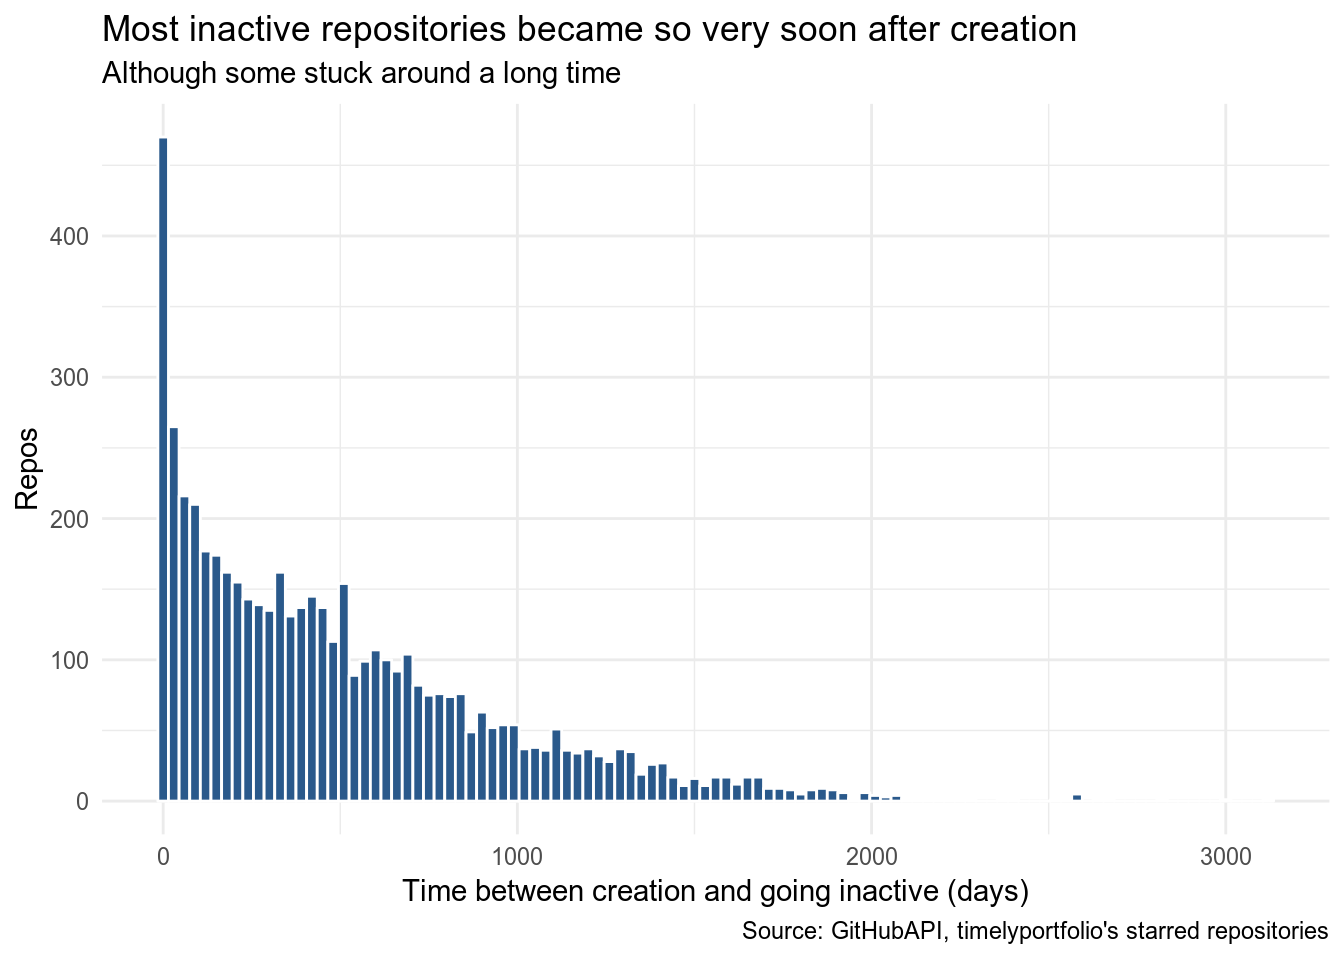 Most inactive repositories became so very soon after creation
Although some stuck around a long time
400
300
200
100
0
Repos
0 1000 2000 3000
Time between creation and going inactive (days)
Source: GitHubAPI, timelyportfolio's starred repositories